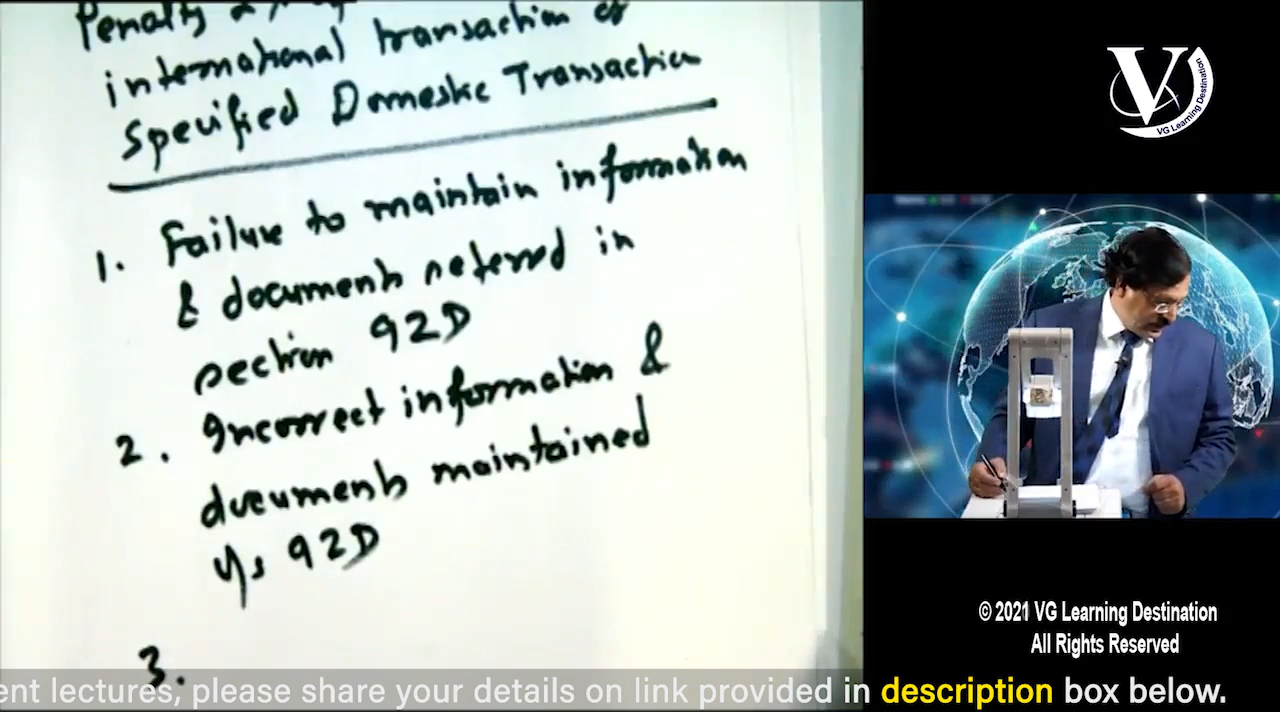 Penalty
international transaction or
Specified Domestic Transaction
1. Failure to maintain information
& documents referred in
section 92D
2. Incorrect information &
documents maintained
u/s 92D
3.
V
VG Learning Destination
© 2021 VG Learning Destination
All Rights Reserved
ent lectures, please share your details on link provided in description box below.